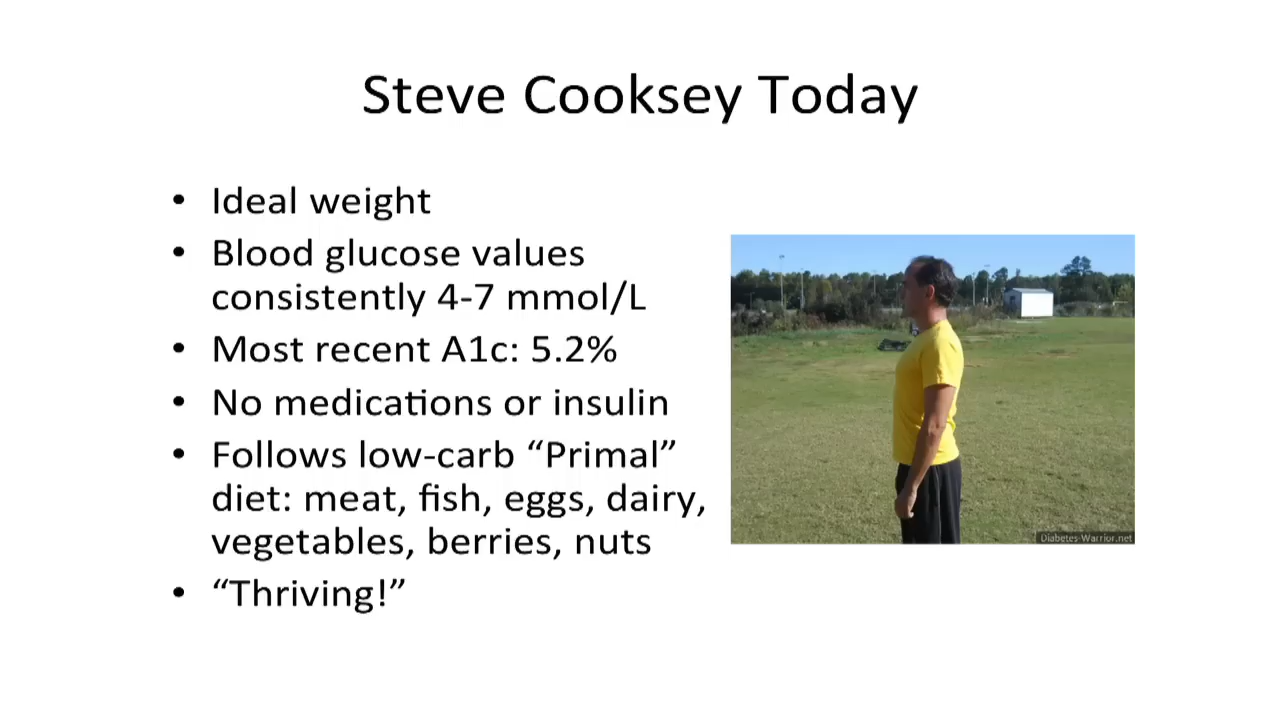 Steve Cooksey Today
• Ideal weight
• Blood glucose values
consistently 4-7 mmol/L
• Most recent A1c: 5.2%
• No medications or insulin
• Follows low-carb “Primal”
diet: meat, fish, eggs, dairy,
vegetables, berries, nuts
• “Thriving!”
Diabetes-Warrior.net